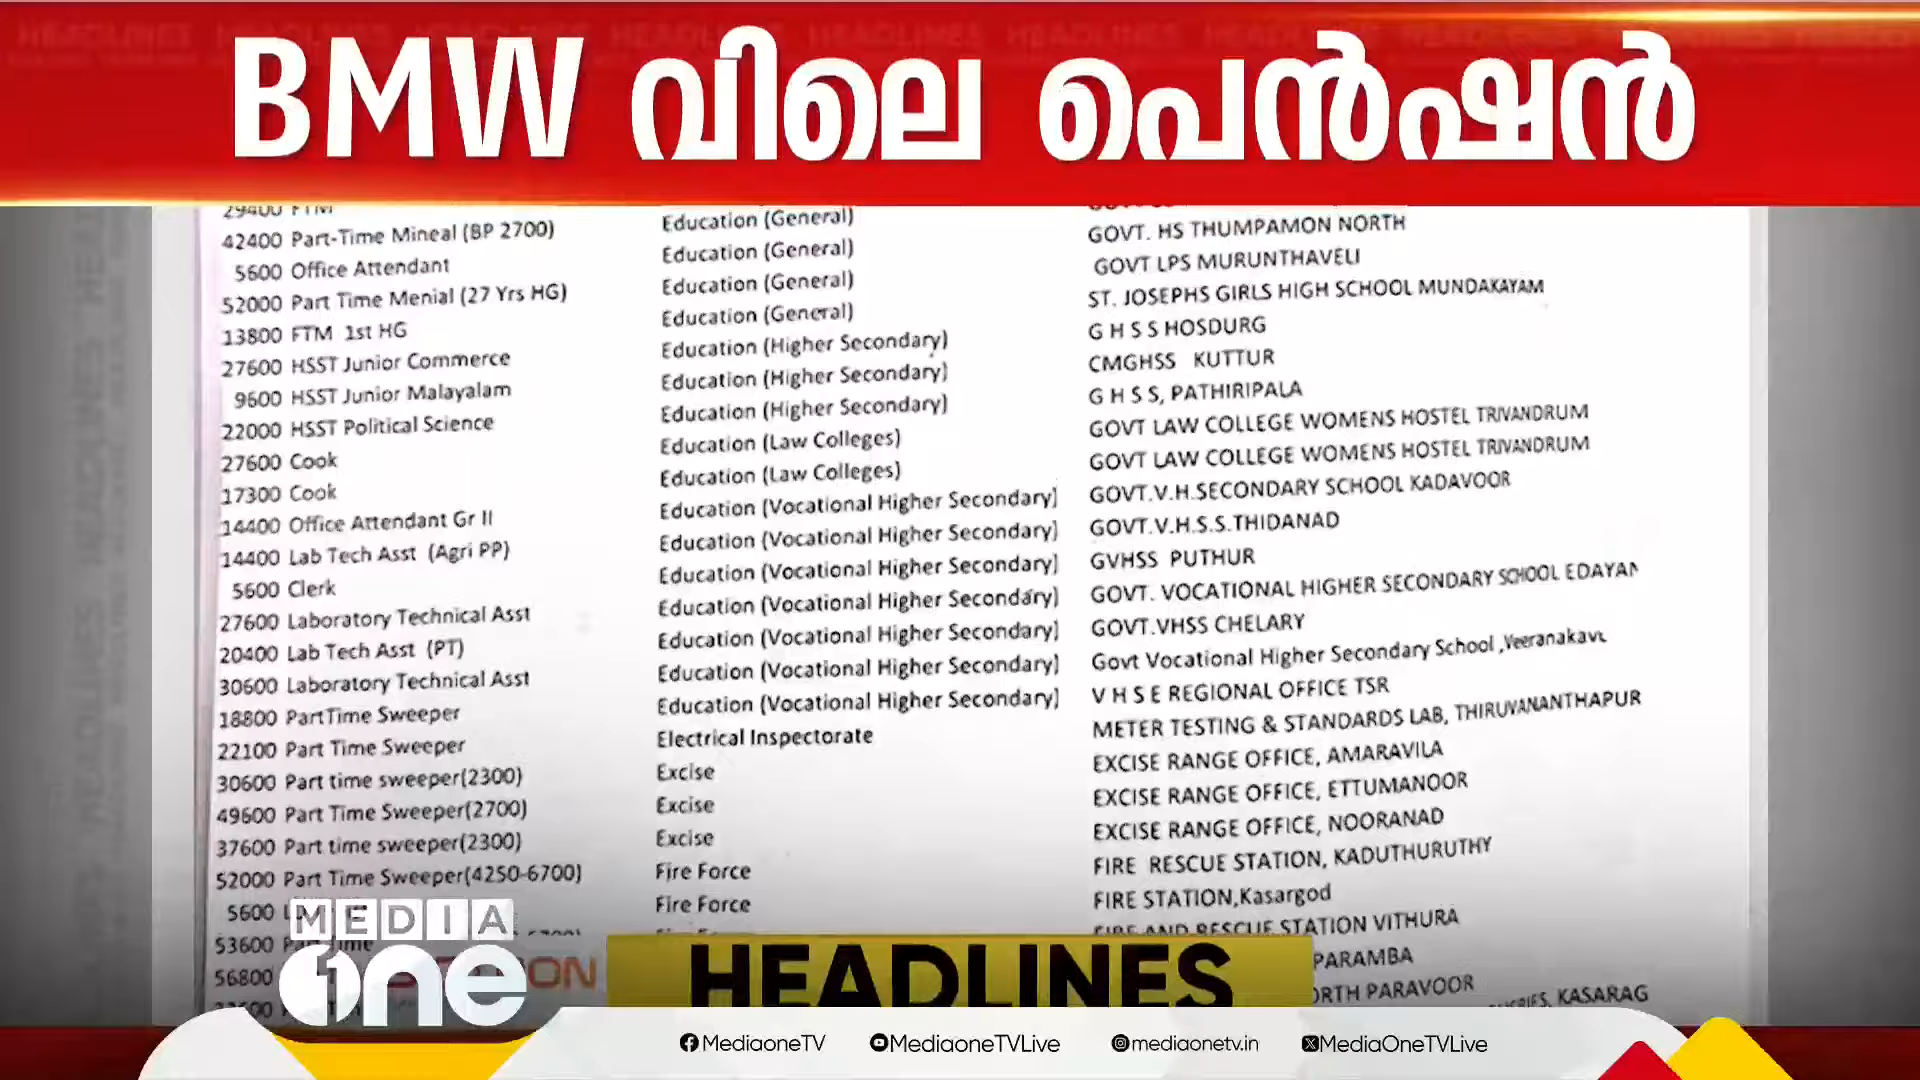 BMW വിലെ പെൻഷൻ
29400 FTM Education (General)
42400 Part-Time Mineal (BP 2700) Education (General) GOVT. HS THUMPAMON NORTH
5600 Office Attendant Education (General) GOVT LPS MURUNTHAVELI
52000 Part Time Menial (27 Yrs HG) Education (General) ST. JOSEPHS GIRLS HIGH SCHOOL MUNDAKAYAM
13800 FTM 1st HG Education (Higher Secondary) G H S S HOSDURG
27600 HSST Junior Commerce Education (Higher Secondary) CMGHSS KUTTUR
9600 HSST Junior Malayalam Education (Higher Secondary) G H S S, PATHIRIPALA
22000 HSST Political Science Education (Law Colleges) GOVT LAW COLLEGE WOMENS HOSTEL TRIVANDRUM
27600 Cook Education (Law Colleges) GOVT LAW COLLEGE WOMENS HOSTEL TRIVANDRUM
17300 Cook Education (Vocational Higher Secondary) GOVT.V.H.SECONDARY SCHOOL KADAVOOR
14400 Office Attendant Gr II Education (Vocational Higher Secondary) GOVT.V.H.S.S.THIDANAD
14400 Lab Tech Asst (Agri PP) Education (Vocational Higher Secondary) GVHSS PUTHUR
5600 Clerk Education (Vocational Higher Secondary) GOVT. VOCATIONAL HIGHER SECONDARY SCHOOL EDAYAN
27600 Laboratory Technical Asst Education (Vocational Higher Secondary) GOVT.VHSS CHELARY
20400 Lab Tech Asst (PT) Education (Vocational Higher Secondary) Govt Vocational Higher Secondary School ,Veeranakavu
30600 Laboratory Technical Asst Education (Vocational Higher Secondary) V H S E REGIONAL OFFICE TSR
18800 PartTime Sweeper Electrical Inspectorate METER TESTING & STANDARDS LAB, THIRUVANANTHAPUR
22100 Part Time Sweeper Excise EXCISE RANGE OFFICE, AMARAVILA
30600 Part time sweeper(2300) Excise EXCISE RANGE OFFICE, ETTUMANOOR
49600 Part Time Sweeper(2700) Excise EXCISE RANGE OFFICE, NOORANAD
37600 Part time sweeper(2300) Fire Force FIRE RESCUE STATION, KADUTHURUTHY
52000 Part Time Sweeper(4250-6700) Fire Force FIRE STATION,Kasargod
5600 FIRE AND RESCUE STATION VITHURA
53600 Part Time PARAMBA
56800 ORTH PARAVOOR
KASARAG
MEDIA
one
HEADLINES
MediaoneTV MediaoneTVLive mediaonetv.in MediaOneTVLive